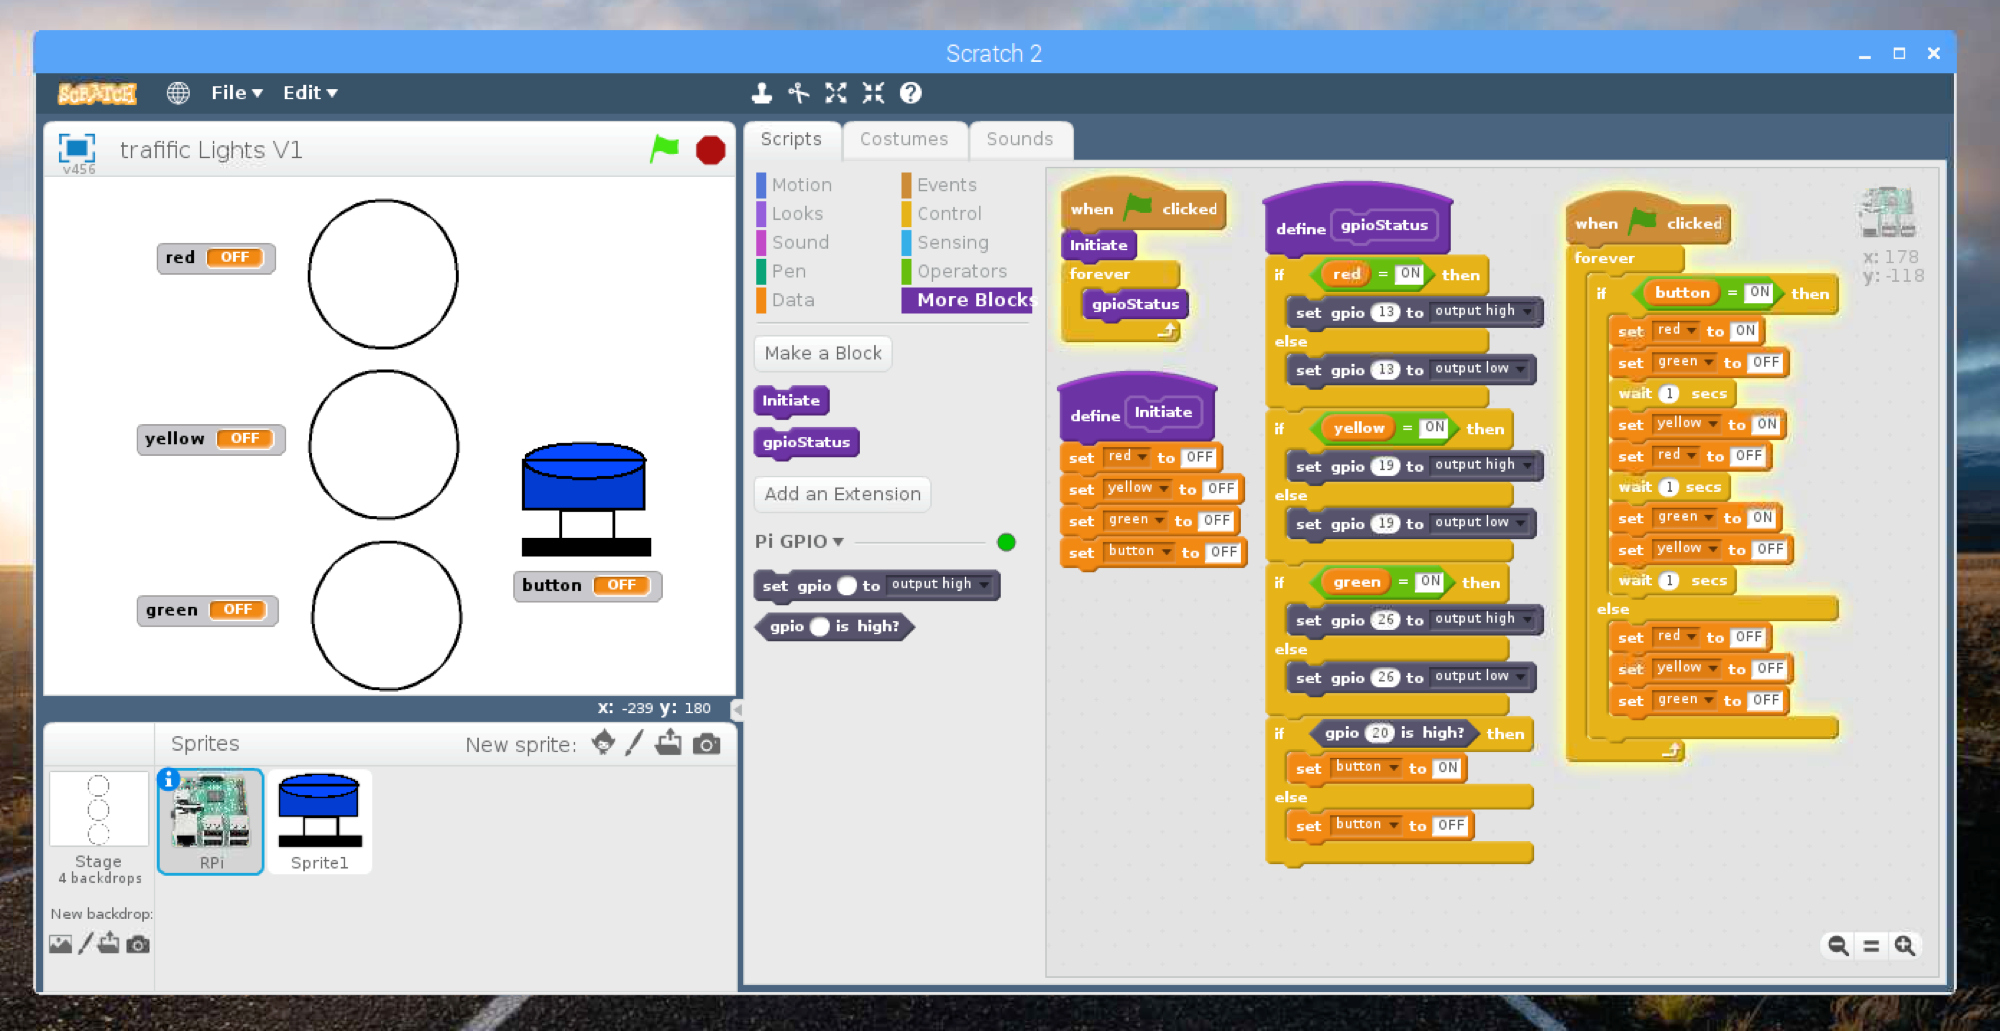 Scratch 2
SCRATCH
File
Edit
trafific Lights V1
v456
red OFF
yellow OFF
green OFF
button OFF
x: -239 y: 180
Sprites
New sprite:
Stage
4 backdrops
New backdrop:
RPi
Sprite1
Scripts
Costumes
Sounds
Motion
Looks
Sound
Pen
Data
Events
Control
Sensing
Operators
More Blocks
Make a Block
Initiate
gpioStatus
Add an Extension
Pi GPIO
set gpio to output high
gpio is high?
when clicked
Initiate
forever
gpioStatus
define Initiate
set red to OFF
set yellow to OFF
set green to OFF
set button to OFF
define gpioStatus
if red = ON then
set gpio 13 to output high
else
set gpio 13 to output low
if yellow = ON then
set gpio 19 to output high
else
set gpio 19 to output low
if green = ON then
set gpio 26 to output high
else
set gpio 26 to output low
if gpio 20 is high? then
set button to ON
else
set button to OFF
when clicked
forever
if button = ON then
set red to ON
set green to OFF
wait 1 secs
set yellow to ON
set red to OFF
wait 1 secs
set green to ON
set yellow to OFF
wait 1 secs
else
set red to OFF
set yellow to OFF
set green to OFF
x: 178
y: -118